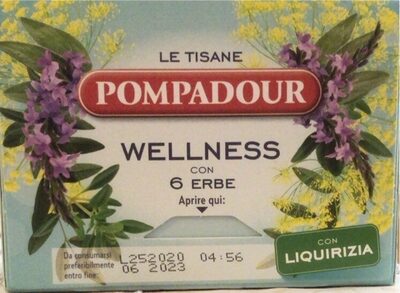 LE TISANE
POMPADOUR
WELLNESS
CON
6 ERBE
Aprire qui:
CON
LIQUIRIZIA
Da consumarsi
preferibilmente
entro fine:
L252020 04:56
06 2023